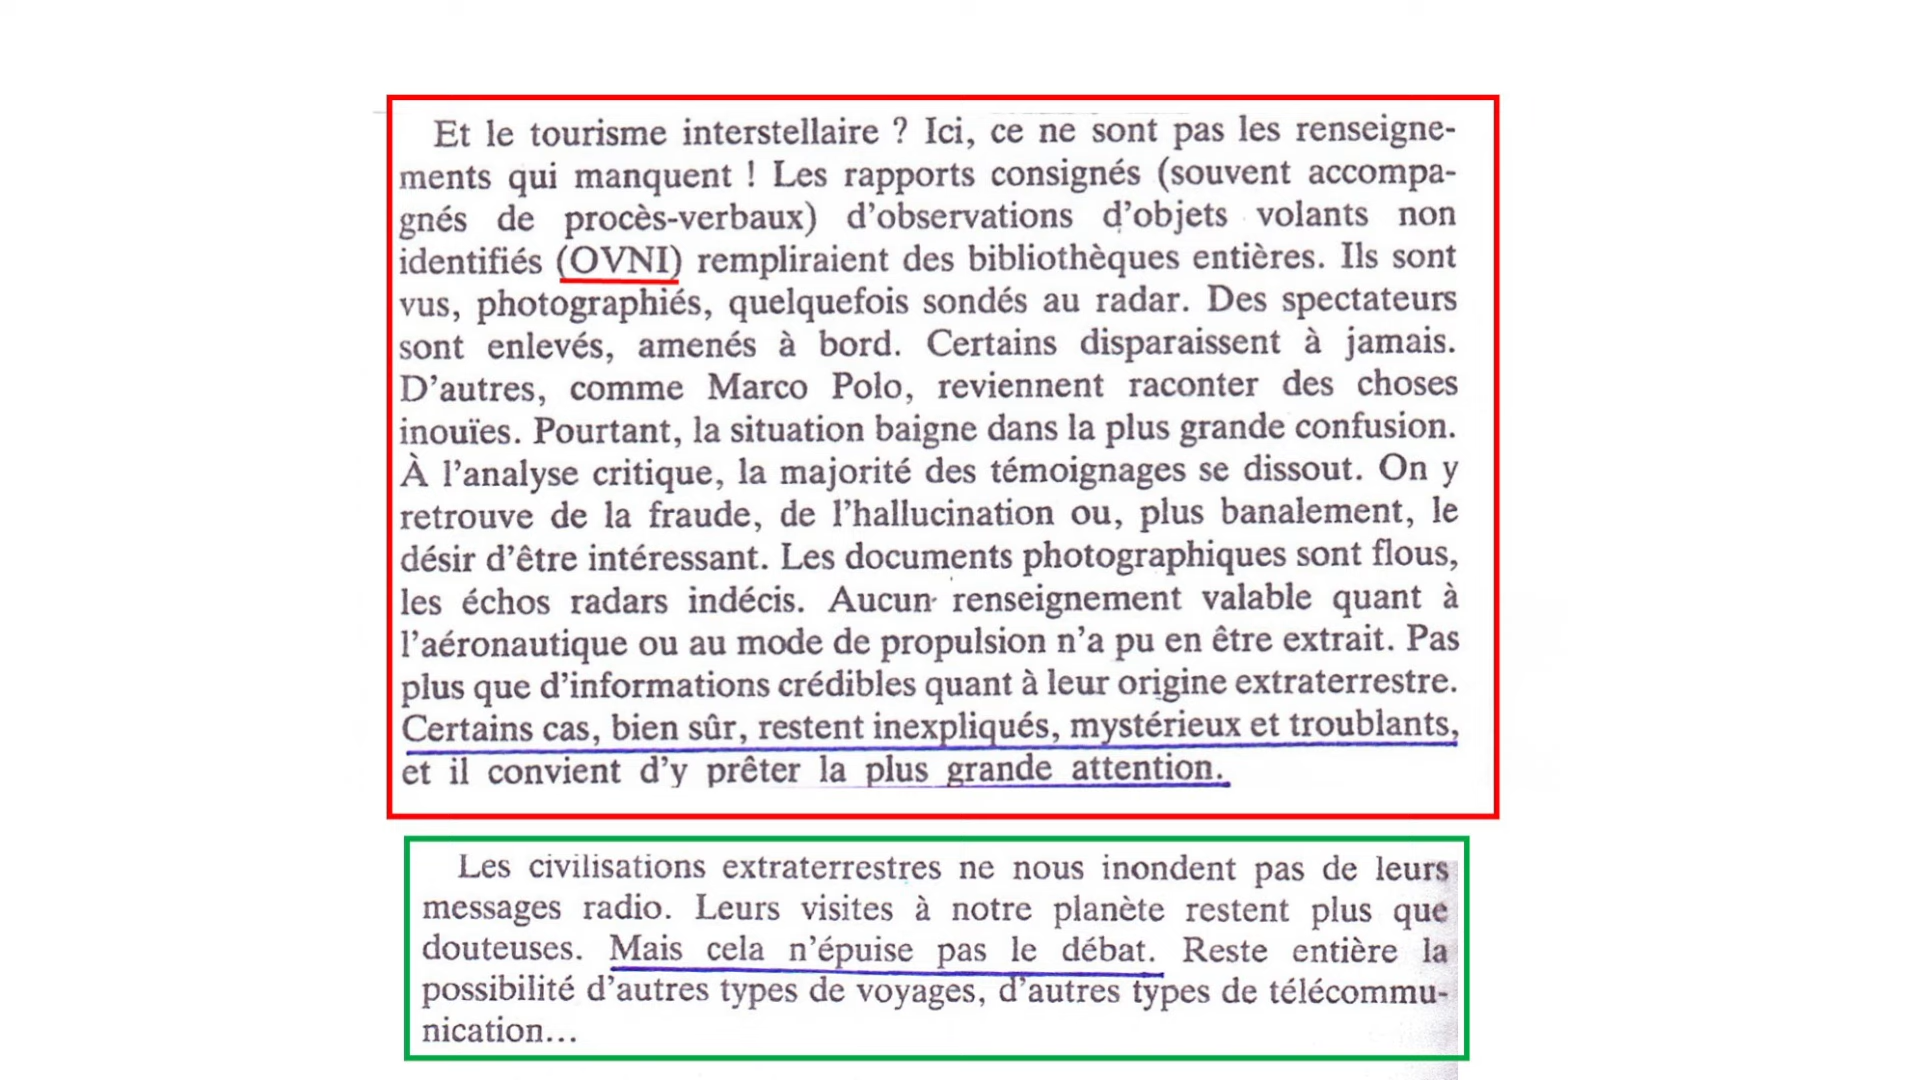 Et le tourisme interstellaire ? Ici, ce ne sont pas les renseigne-
ments qui manquent ! Les rapports consignés (souvent accompa-
gnés de procès-verbaux) d’observations d’objets volants non
identifiés (OVNI) rempliraient des bibliothèques entières. Ils sont
vus, photographiés, quelquefois sondés au radar. Des spectateurs
sont enlevés, amenés à bord. Certains disparaissent à jamais.
D’autres, comme Marco Polo, reviennent raconter des choses
inouïes. Pourtant, la situation baigne dans la plus grande confusion.
À l’analyse critique, la majorité des témoignages se dissout. On y
retrouve de la fraude, de l’hallucination ou, plus banalement, le
désir d’être intéressant. Les documents photographiques sont flous,
les échos radars indécis. Aucun renseignement valable quant à
l’aéronautique ou au mode de propulsion n’a pu en être extrait. Pas
plus que d’informations crédibles quant à leur origine extraterrestre.
Certains cas, bien sûr, restent inexpliqués, mystérieux et troublants,
et il convient d’y prêter la plus grande attention.
Les civilisations extraterrestres ne nous inondent pas de leurs
messages radio. Leurs visites à notre planète restent plus que
douteuses. Mais cela n’épuise pas le débat. Reste entière la
possibilité d’autres types de voyages, d’autres types de télécommu-
nication...